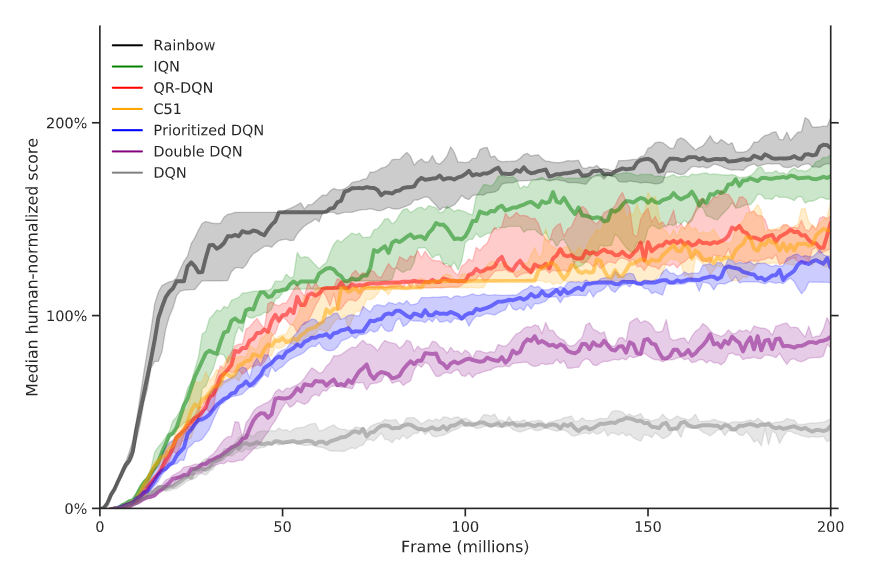 Rainbow
IQN
QR-DQN
C51
Prioritized DQN
Double DQN
DQN
200%
100%
0%
Median human-normalized score
0 50 100 150 200
Frame (millions)